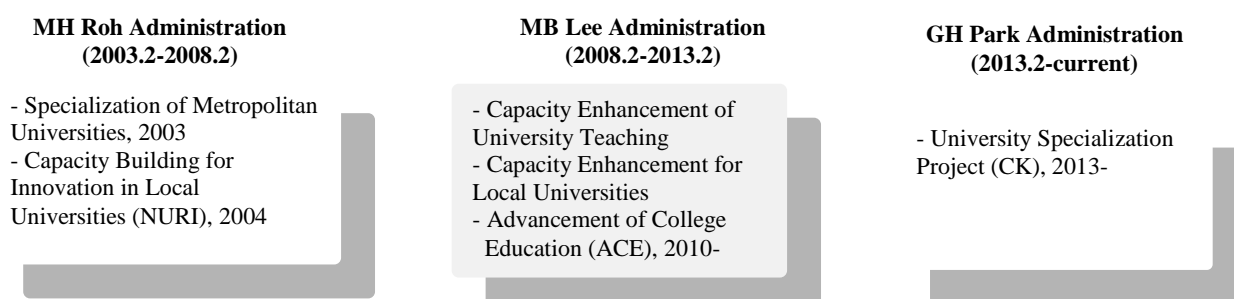 MH Roh Administration
(2003.2-2008.2)
- Specialization of Metropolitan
Universities, 2003
- Capacity Building for
Innovation in Local
Universities (NURI), 2004
MB Lee Administration
(2008.2-2013.2)
- Capacity Enhancement of
University Teaching
- Capacity Enhancement for
Local Universities
- Advancement of College
Education (ACE), 2010-
GH Park Administration
(2013.2-current)
- University Specialization
Project (CK), 2013-